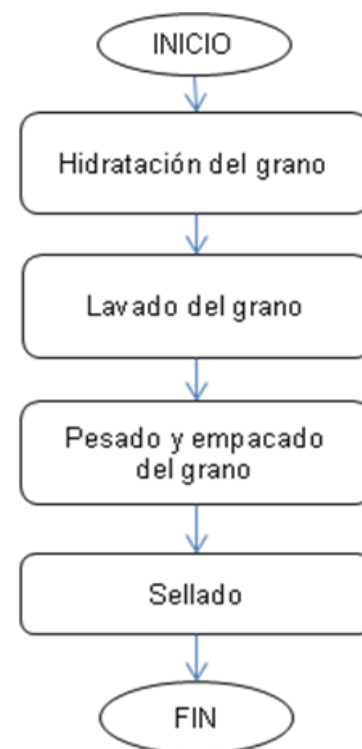 INICIO
Hidratación del grano
Lavado del grano
Pesado y empacado
del grano
Sellado
FIN